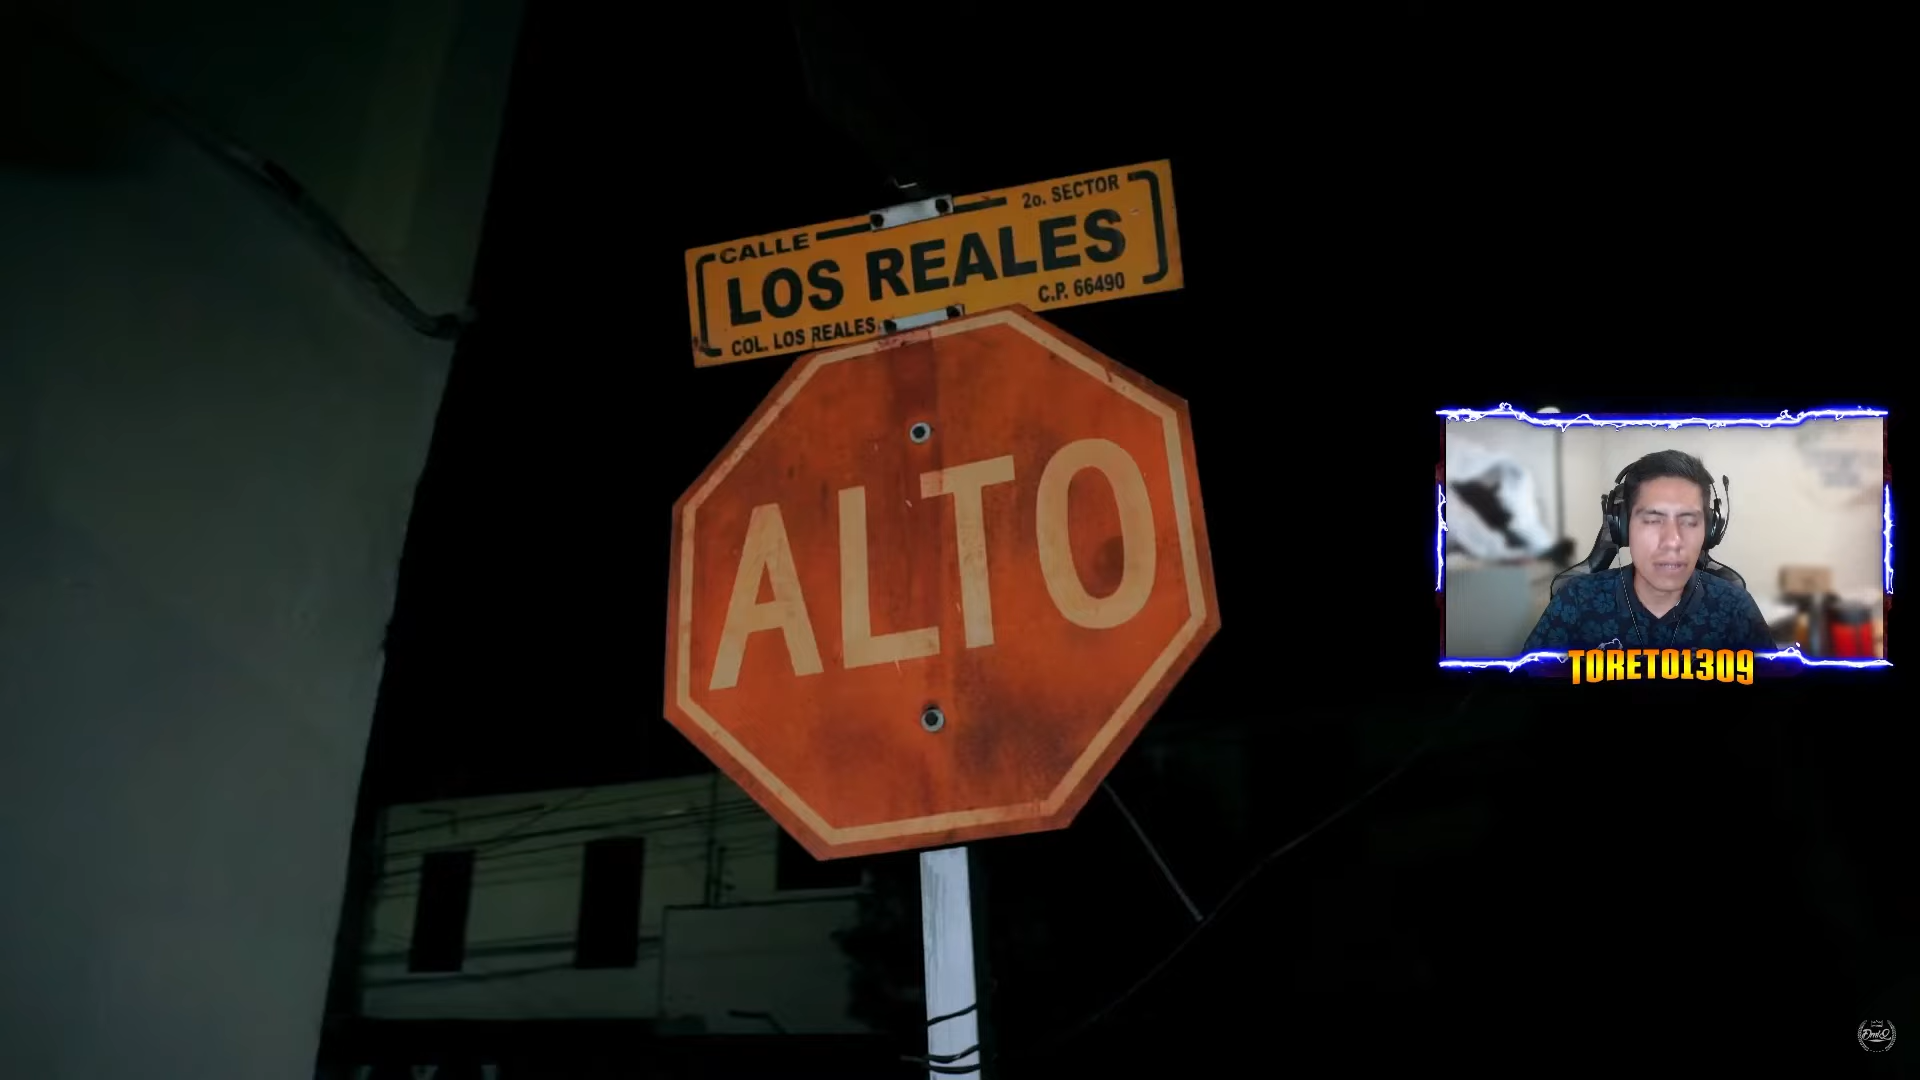 CALLE
2o. SECTOR
LOS REALES
COL. LOS REALES
C.P. 66490
ALTO
TORETO1309